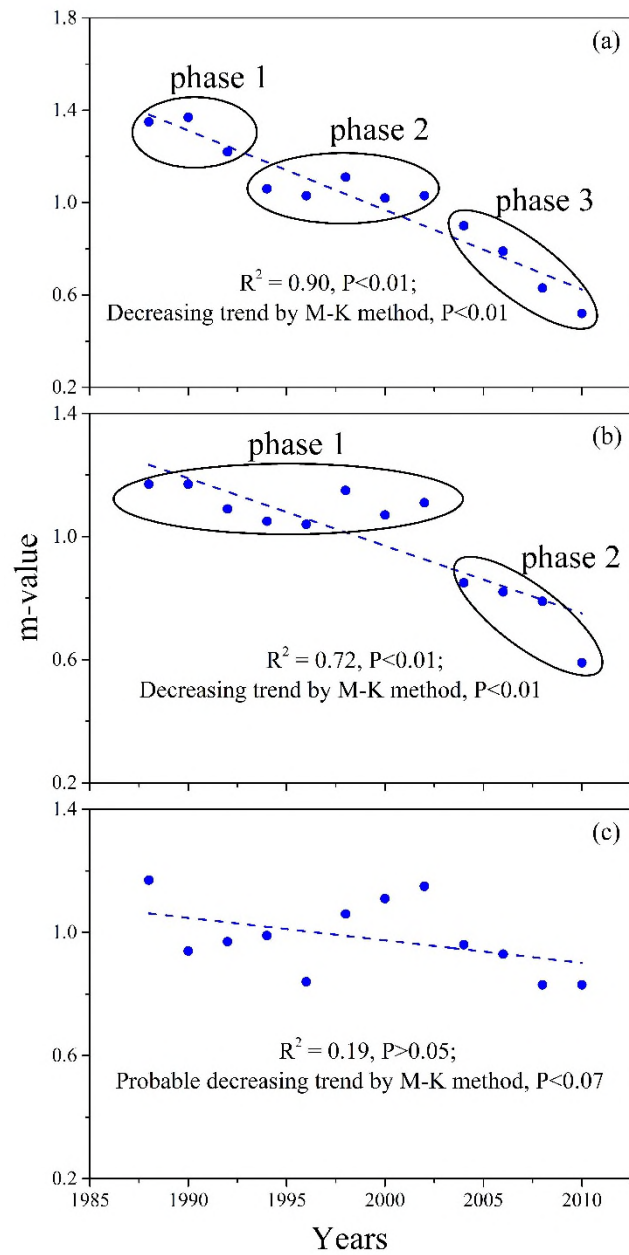 1.8
(a)
phase 1
1.4
phase 2
phase 3
1.0
0.6
R² = 0.90, P<0.01;
Decreasing trend by M-K method, P<0.01
0.2
1.4
(b)
phase 1
1.0
phase 2
m-value
0.6
R² = 0.72, P<0.01;
Decreasing trend by M-K method, P<0.01
0.2
1.4
(c)
1.0
0.6
R² = 0.19, P>0.05;
Probable decreasing trend by M-K method, P<0.07
0.2
1985 1990 1995 2000 2005 2010
Years